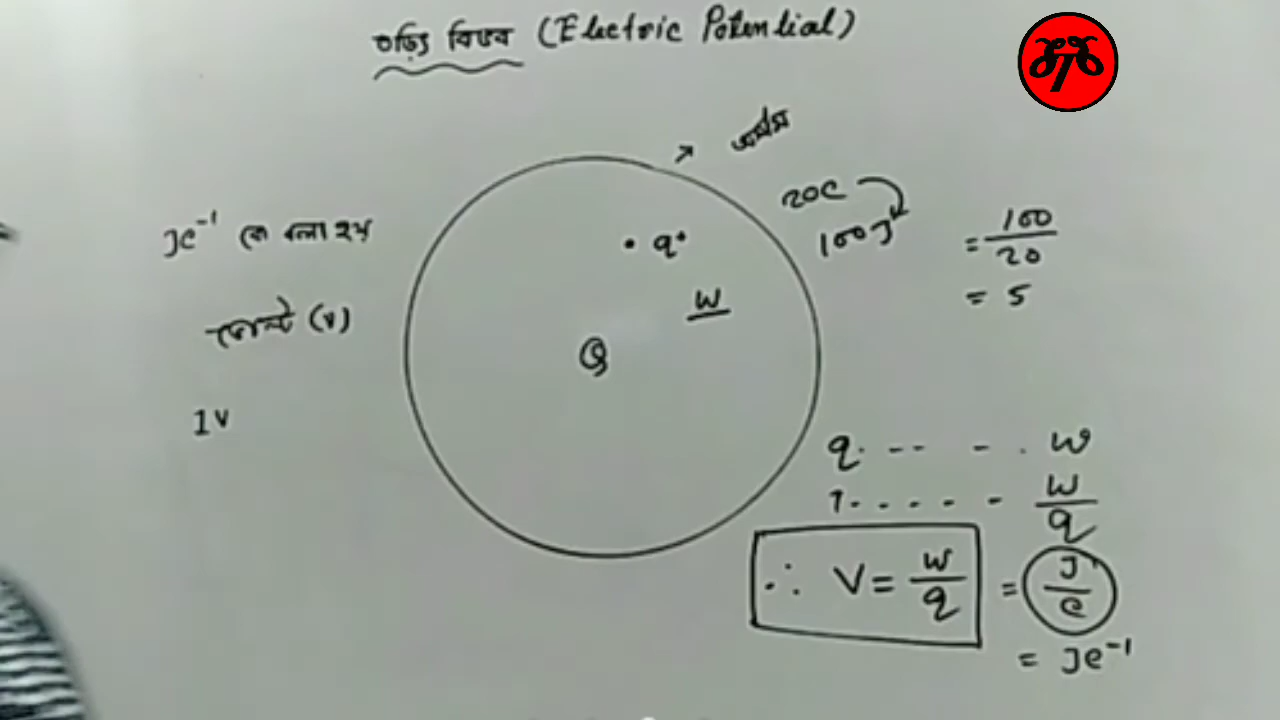 তড়িৎ বিভব (Electric Potential)
অসীম
20C
100J
= 100/20
= 5
JC⁻¹ কে বলা হয়
ভোল্ট (V)
1V
• q⁺
W
Q
q - - - - W
1 - - - - - W/q
∴ V = W/q = J/C
= JC⁻¹